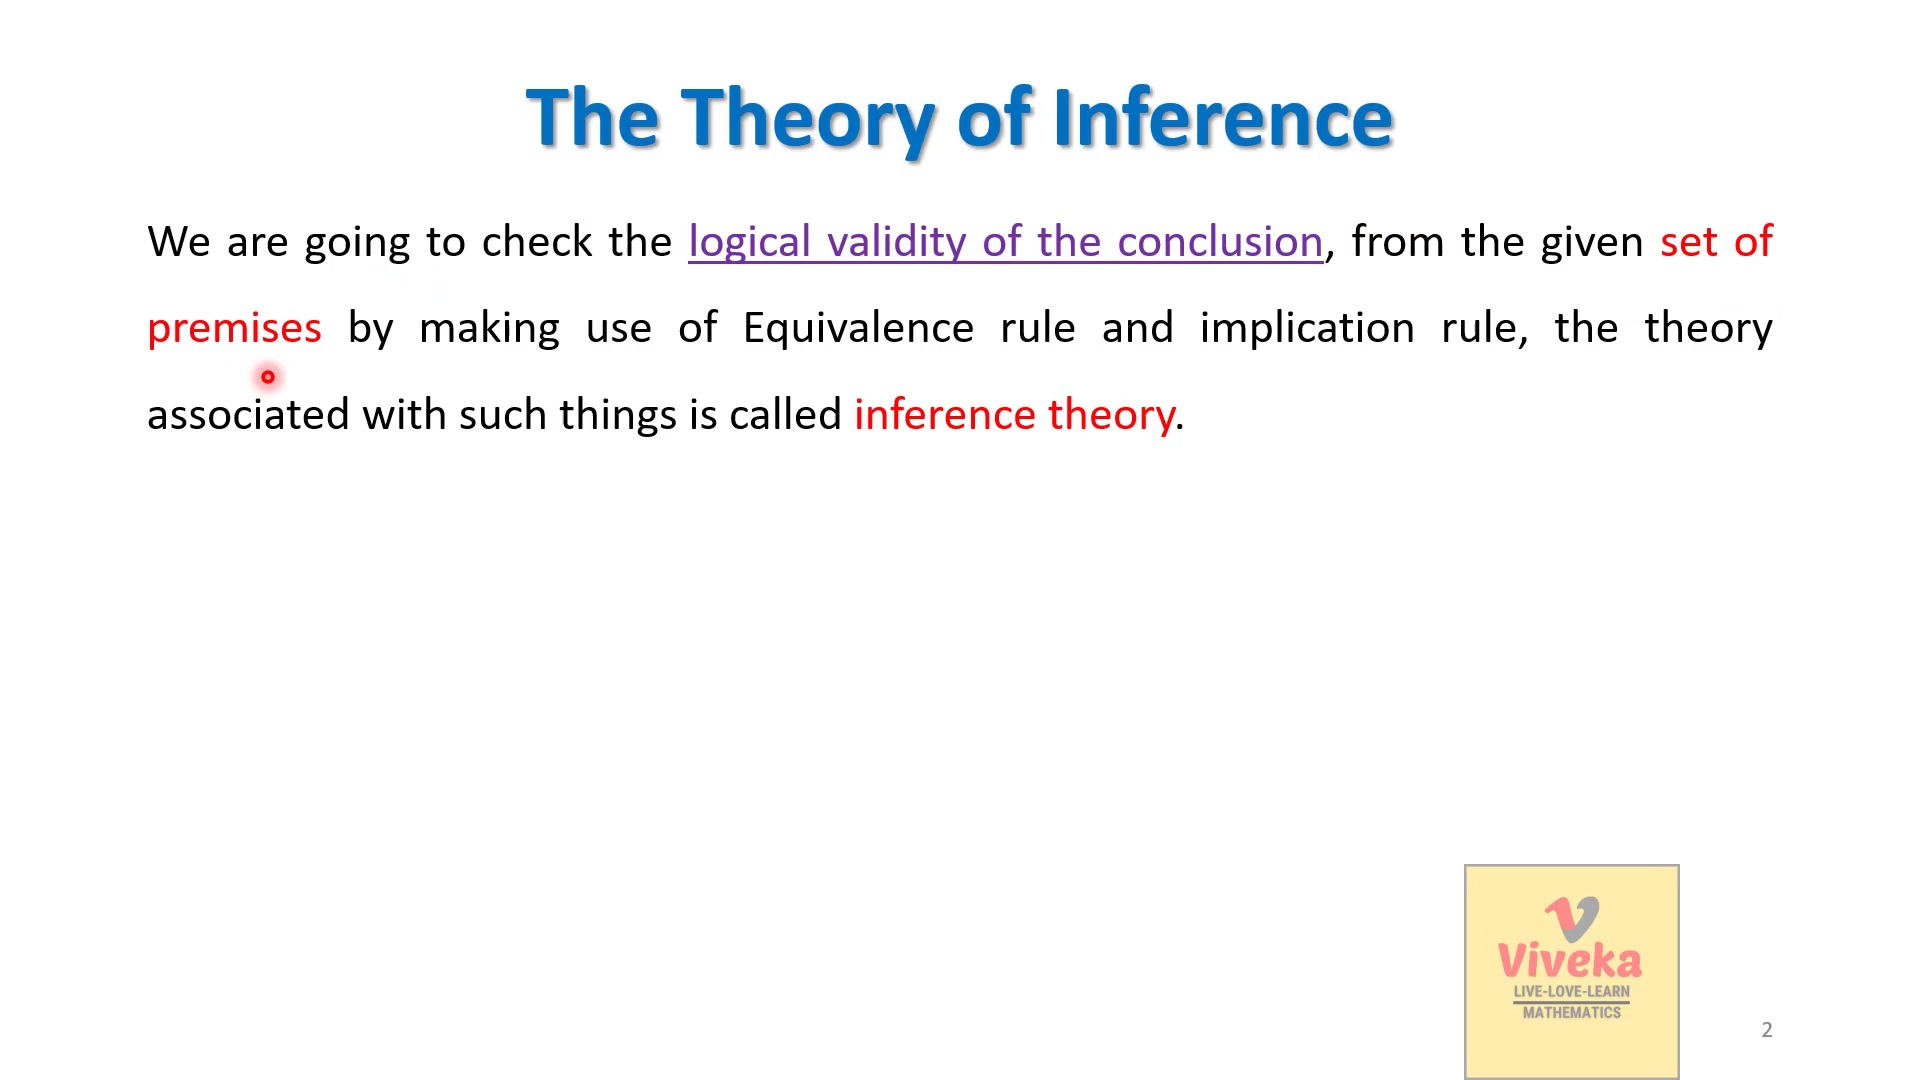 The Theory of Inference
We are going to check the logical validity of the conclusion, from the given set of
premises by making use of Equivalence rule and implication rule, the theory
associated with such things is called inference theory.
Viveka
LIVE-LOVE-LEARN
MATHEMATICS
2